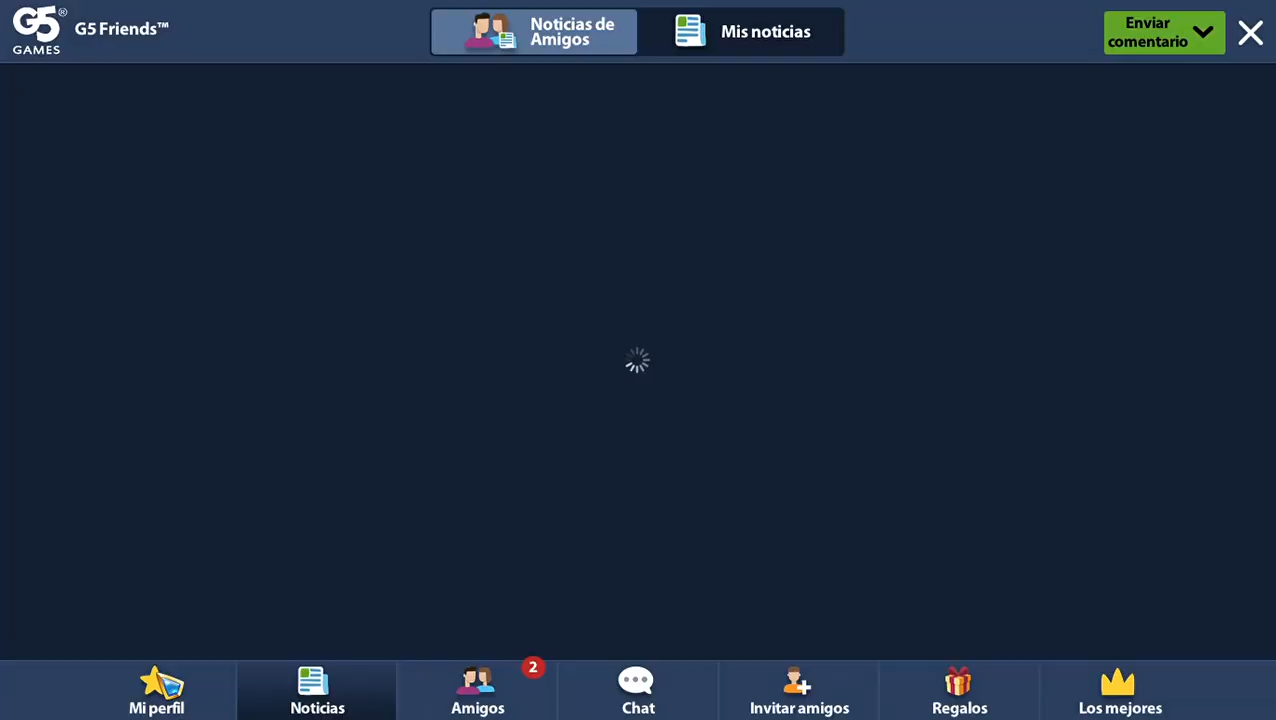 G5®
GAMES
G5 Friends™
Noticias de
Amigos
Mis noticias
Enviar
comentario
2
Mi perfil
Noticias
Amigos
Chat
Invitar amigos
Regalos
Los mejores